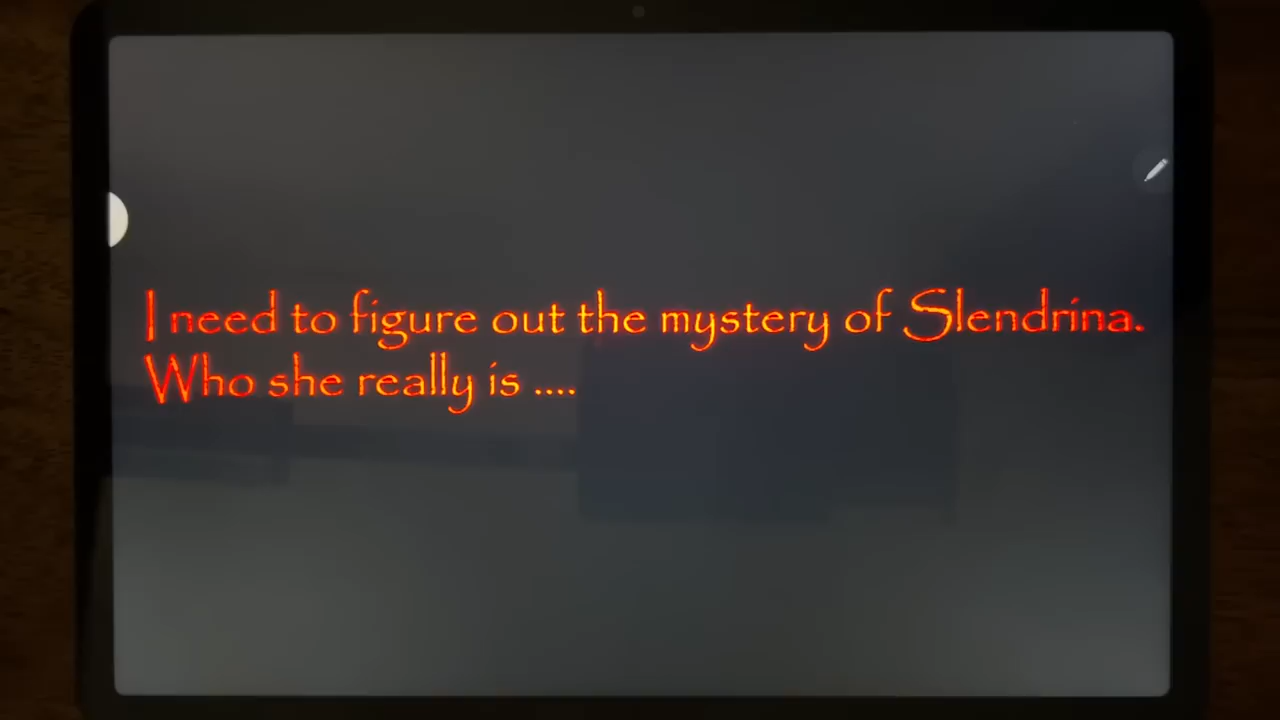 I need to figure out the mystery of Slendrina.
Who she really is ....